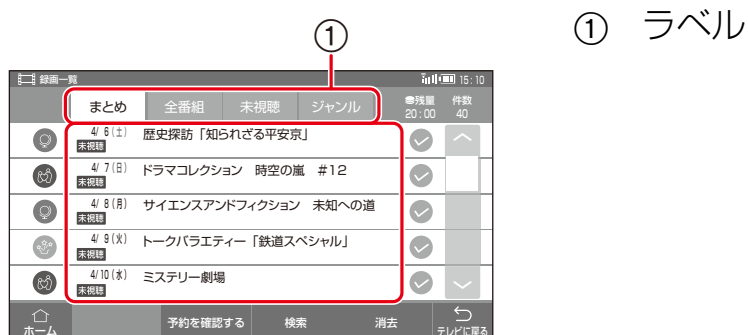 ① ① ラベル
録画一覧 15:10
まとめ 全番組 未視聴 ジャンル 残量 20:00 件数 40
4/ 6(土) 歴史探訪「知られざる平安京」
未視聴
4/ 7(日) ドラマコレクション 時空の嵐 #12
未視聴
4/ 8(月) サイエンスアンドフィクション 未知への道
未視聴
4/ 9(火) トークバラエティー「鉄道スペシャル」
未視聴
4/10(水) ミステリー劇場
未視聴
ホーム 予約を確認する 検索 消去 テレビに戻る